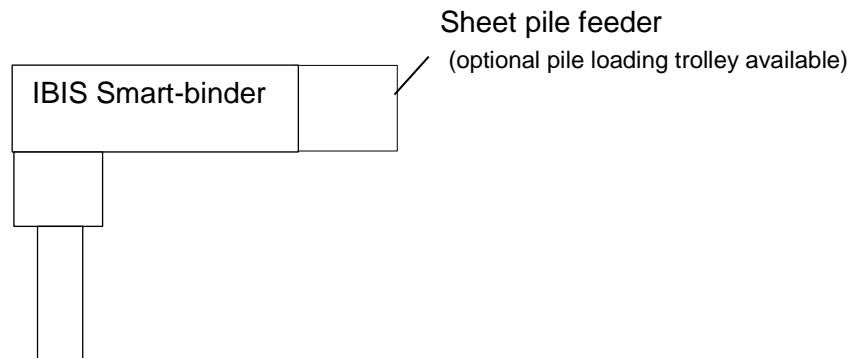 Sheet pile feeder
(optional pile loading trolley available)
IBIS Smart-binder